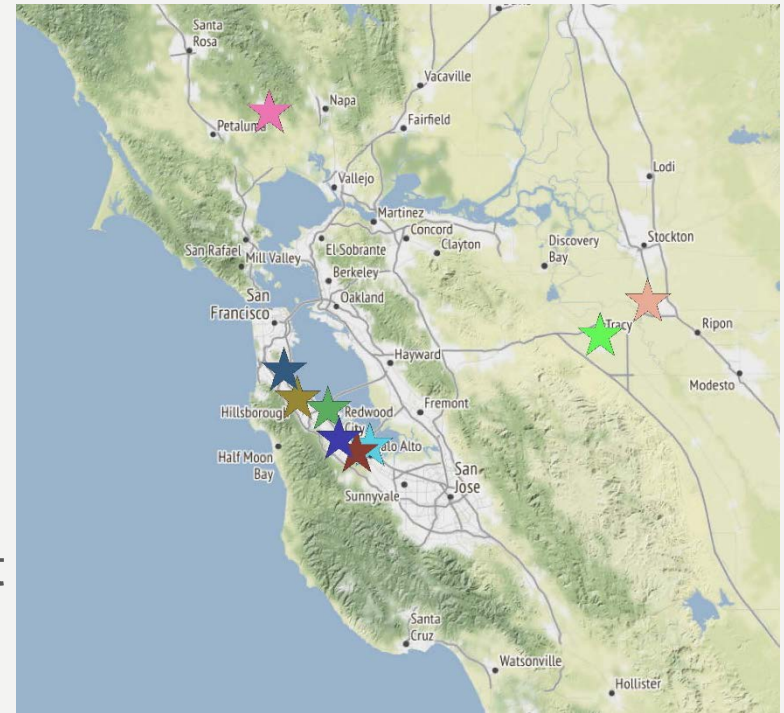 Santa
Rosa
Vacaville
Napa
Petaluma
Fairfield
Lodi
Vallejo
Martinez
Concord
Stockton
San Rafael
El Sobrante
Clayton
Discovery
Bay
Mill Valley
Berkeley
San
Francisco
Oakland
Tracy
Ripon
Hayward
Modesto
Hillsborough
Redwood
City
Fremont
Half Moon
Bay
alo Alto
San
Jose
Sunnyvale
Santa
Cruz
Watsonville
Hollister